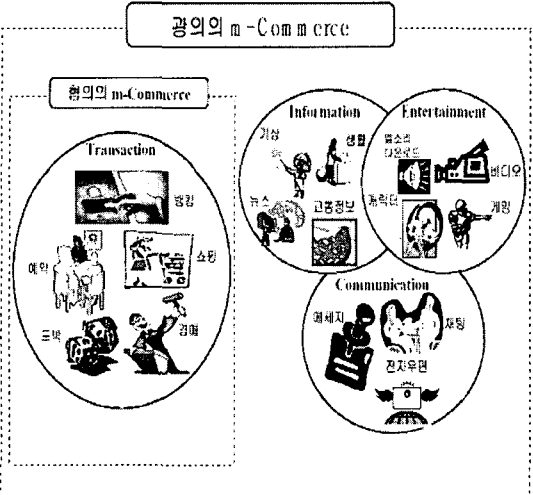 광의의 m-Commerce
협의의 m-Commerce
Transaction
뱅킹
예약
쇼핑
도박
경매
Information
기상
생활
뉴스
교통정보
Entertainment
벨소리
다운로드
비디오
캐릭터
게임
Communication
메세지
채팅
전자우편